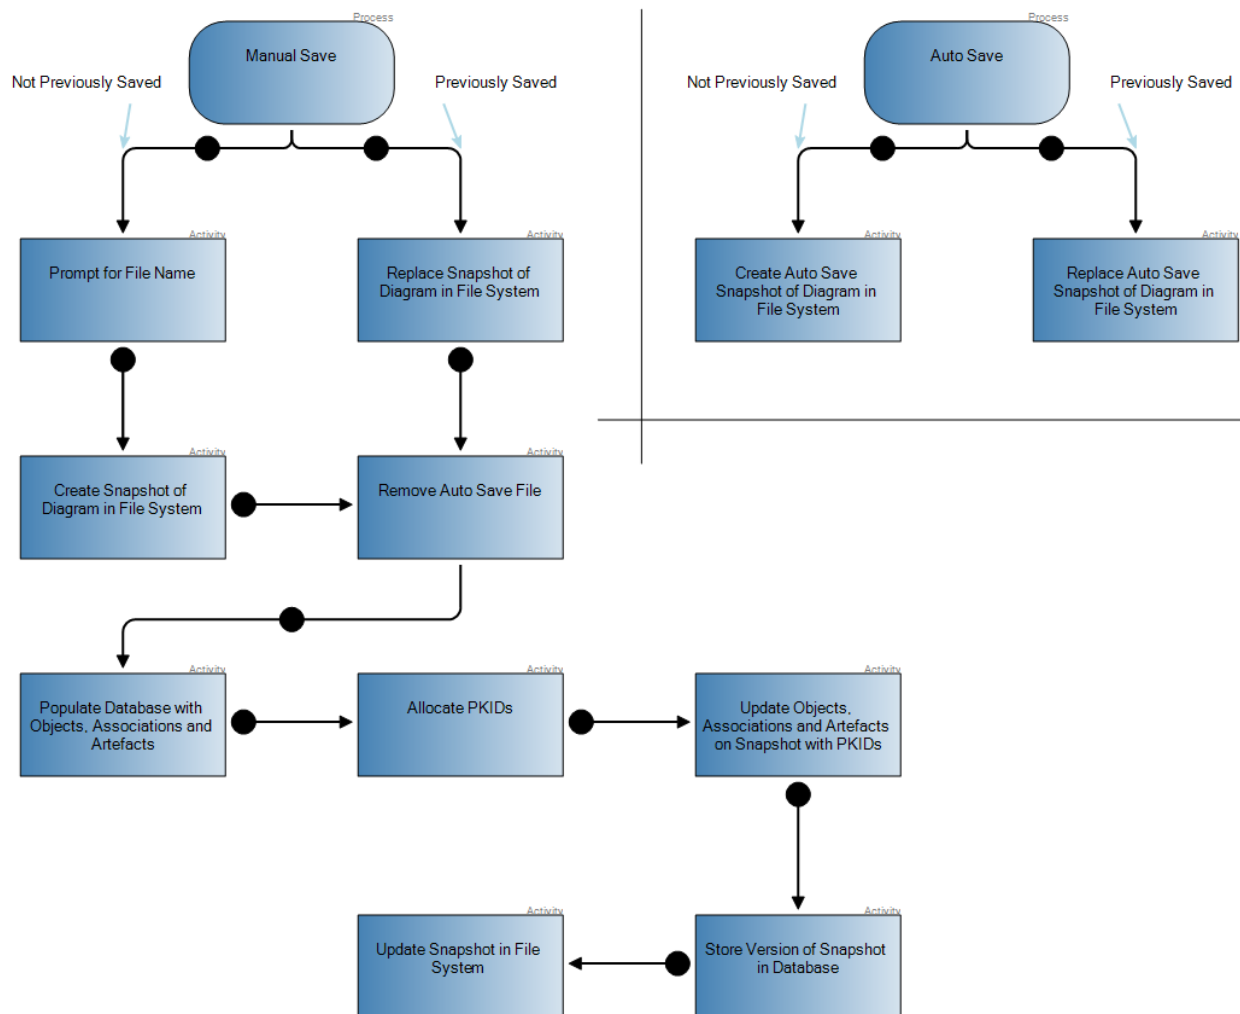 Process
Manual Save
Not Previously Saved
Previously Saved
Activity
Prompt for File Name
Activity
Replace Snapshot of
Diagram in File System
Activity
Create Snapshot of
Diagram in File System
Activity
Remove Auto Save File
Activity
Populate Database with
Objects, Associations and
Artefacts
Activity
Allocate PKIDs
Activity
Update Objects,
Associations and Artefacts
on Snapshot with PKIDs
Activity
Update Snapshot in File
System
Activity
Store Version of Snapshot
in Database
Process
Auto Save
Not Previously Saved
Previously Saved
Activity
Create Auto Save
Snapshot of Diagram in
File System
Activity
Replace Auto Save
Snapshot of Diagram in
File System